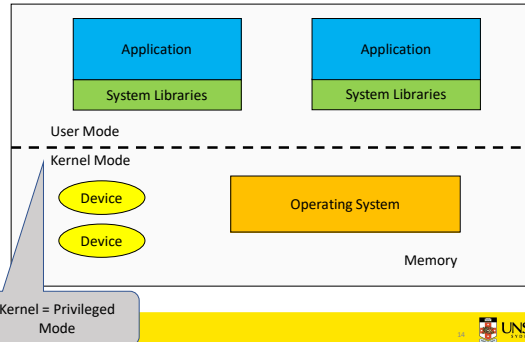 Application
Application
System Libraries
System Libraries
User Mode
Kernel Mode
Device
Operating System
Device
Memory
Kernel = Privileged
Mode
14